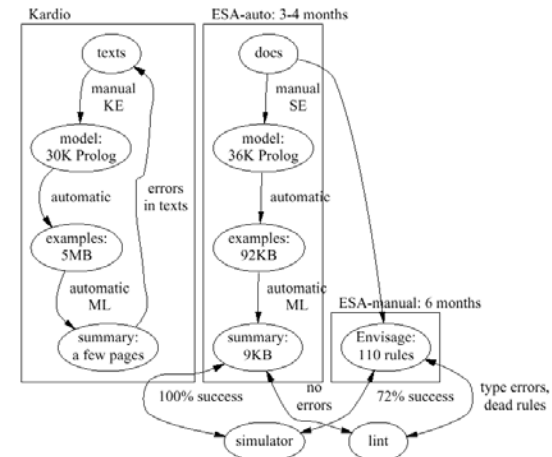 Kardio
texts
manual
KE
model:
30K Prolog
automatic
errors
in texts
examples:
5MB
automatic
ML
summary:
a few pages
ESA-auto: 3-4 months
docs
manual
SE
model:
36K Prolog
automatic
examples:
92KB
automatic
ML
summary:
9KB
ESA-manual: 6 months
Envisage:
110 rules
100% success
no
errors
72% success
type errors,
dead rules
simulator
lint